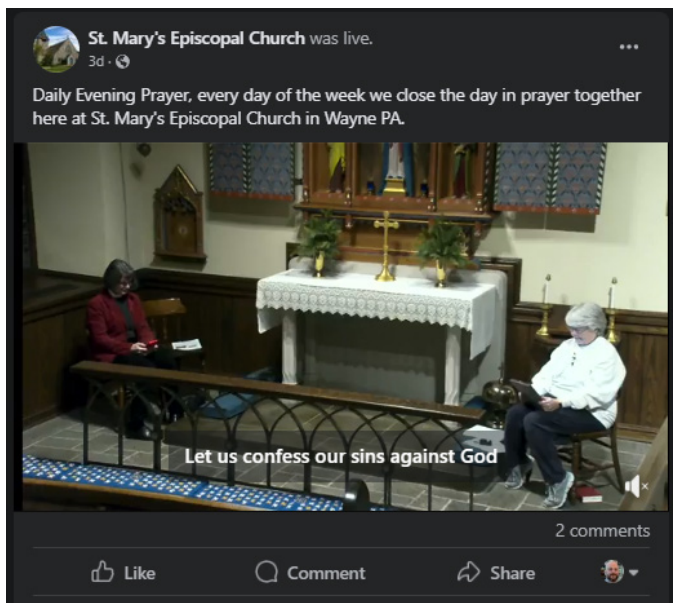 St. Mary's Episcopal Church was live.
3d ·
Daily Evening Prayer, every day of the week we close the day in prayer together
here at St. Mary's Episcopal Church in Wayne PA.
Let us confess our sins against God
2 comments
Like Comment Share